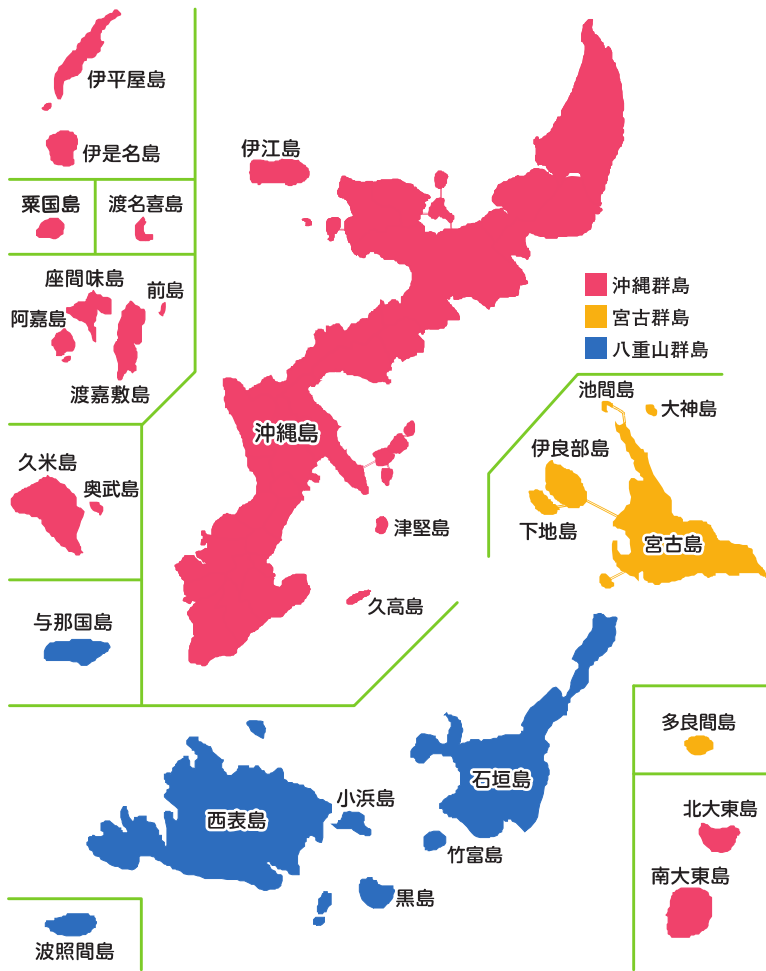 伊平屋島
伊是名島
伊江島
粟国島
渡名喜島
座間味島
前島
阿嘉島
渡嘉敷島
沖縄群島
宮古群島
八重山群島
池間島
大神島
沖縄島
伊良部島
久米島
奥武島
津堅島
下地島
宮古島
久高島
与那国島
多良間島
石垣島
小浜島
西表島
北大東島
竹富島
南大東島
黒島
波照間島